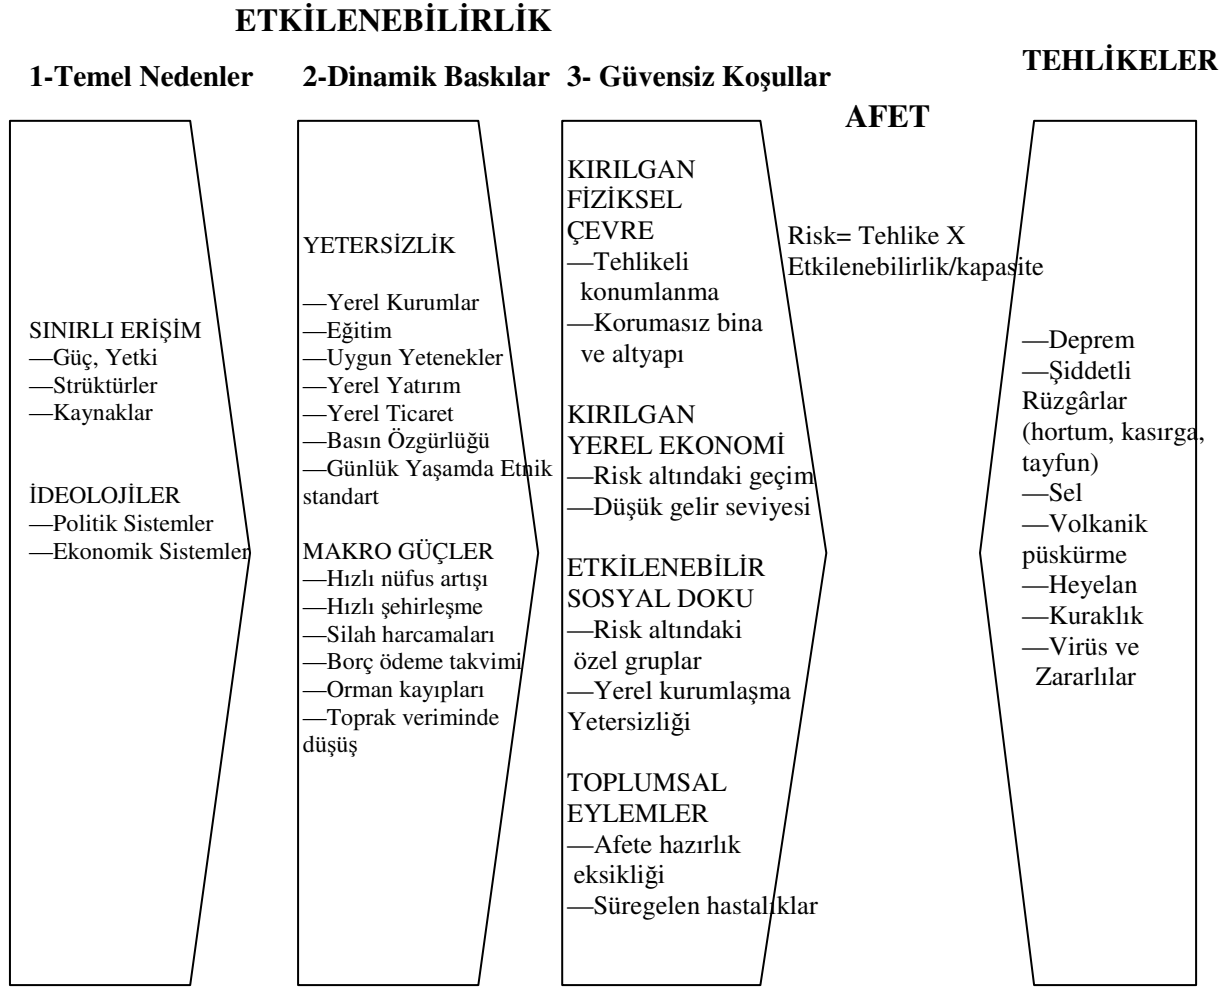 ETKİLENEBİLİRLİK
1-Temel Nedenler
SINIRLI ERİŞİM
—Güç, Yetki
—Strüktürler
—Kaynaklar
İDEOLOJİLER
—Politik Sistemler
—Ekonomik Sistemler
2-Dinamik Baskılar
YETERSİZLİK
—Yerel Kurumlar
—Eğitim
—Uygun Yetenekler
—Yerel Yatırım
—Yerel Ticaret
—Basın Özgürlüğü
—Günlük Yaşamda Etnik
standart
MAKRO GÜÇLER
—Hızlı nüfus artışı
—Hızlı şehirleşme
—Silah harcamaları
—Borç ödeme takvimi
—Orman kayıpları
—Toprak veriminde
düşüş
3- Güvensiz Koşullar
KIRILGAN
FİZİKSEL
ÇEVRE
—Tehlikeli
konumlanma
—Korumasız bina
ve altyapı
KIRILGAN
YEREL EKONOMİ
—Risk altındaki geçim
—Düşük gelir seviyesi
ETKİLENEBİLİR
SOSYAL DOKU
—Risk altındaki
özel gruplar
—Yerel kurumlaşma
Yetersizliği
TOPLUMSAL
EYLEMLER
—Afete hazırlık
eksikliği
—Süregelen hastalıklar
AFET
Risk= Tehlike X
Etkilenebilirlik/kapasite
TEHLİKELER
—Deprem
—Şiddetli
Rüzgârlar
(hortum, kasırga,
tayfun)
—Sel
—Volkanik
püskürme
—Heyelan
—Kuraklık
—Virüs ve
Zararlılar